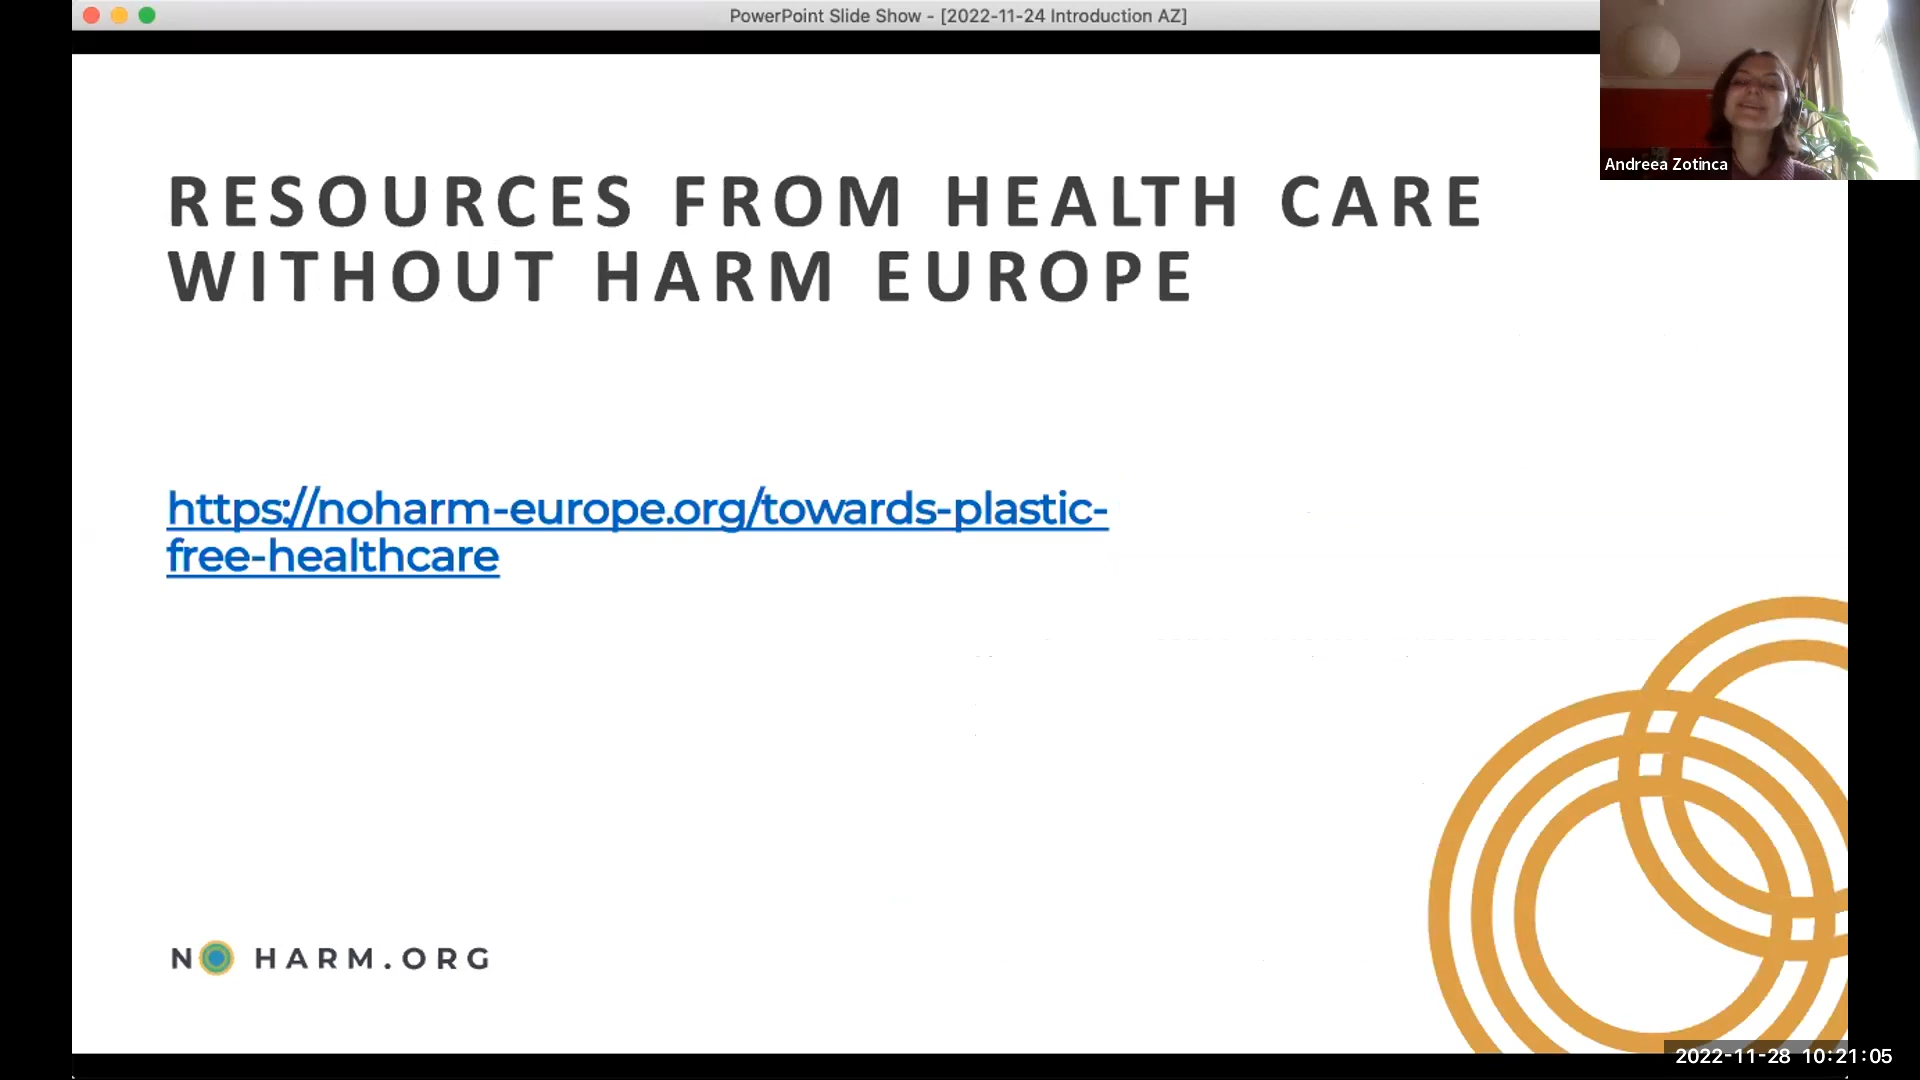 PowerPoint Slide Show - [2022-11-24 Introduction AZ]
Andreea Zotinca
RESOURCES FROM HEALTH CARE
WITHOUT HARM EUROPE
https://noharm-europe.org/towards-plastic-
free-healthcare
NO HARM.ORG
2022-11-28 10:21:05